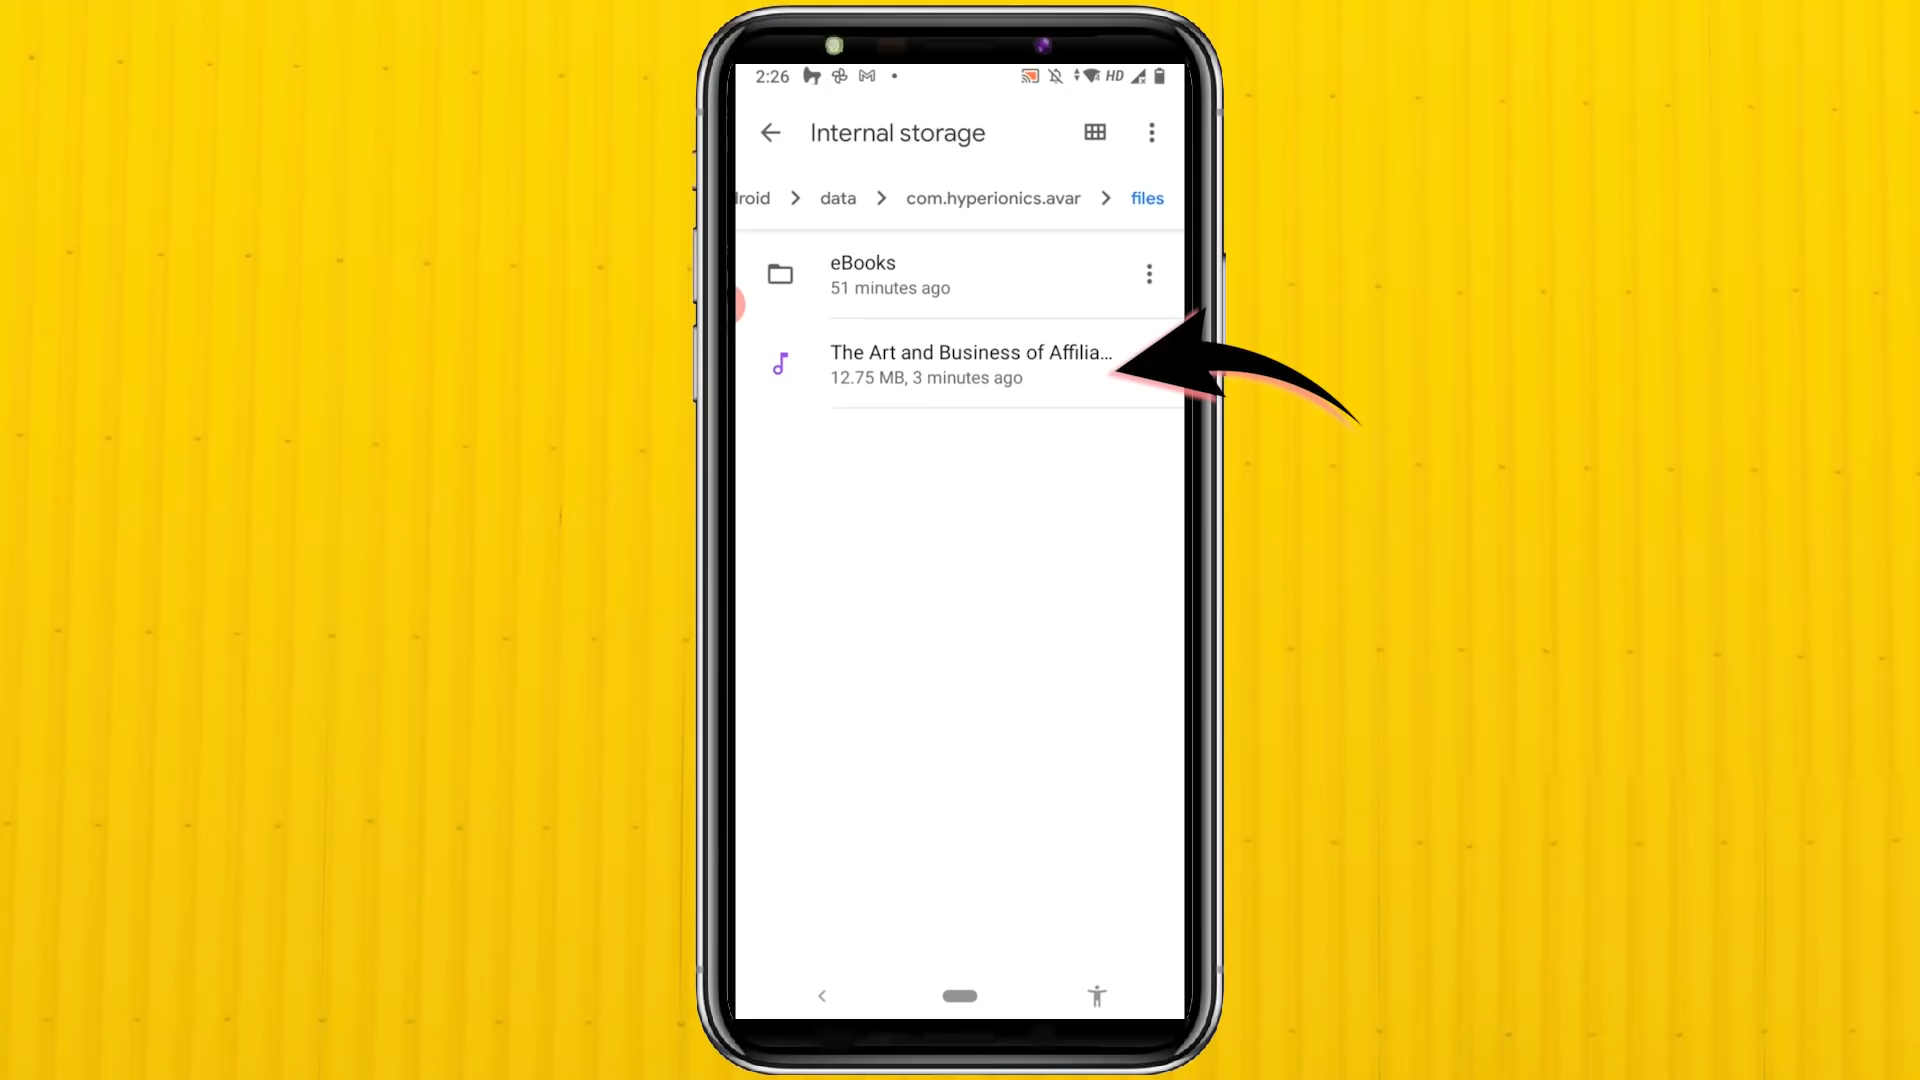 2:26 HD
Internal storage
droid data com.hyperionics.avar files
eBooks
51 minutes ago
The Art and Business of Affilia...
12.75 MB, 3 minutes ago